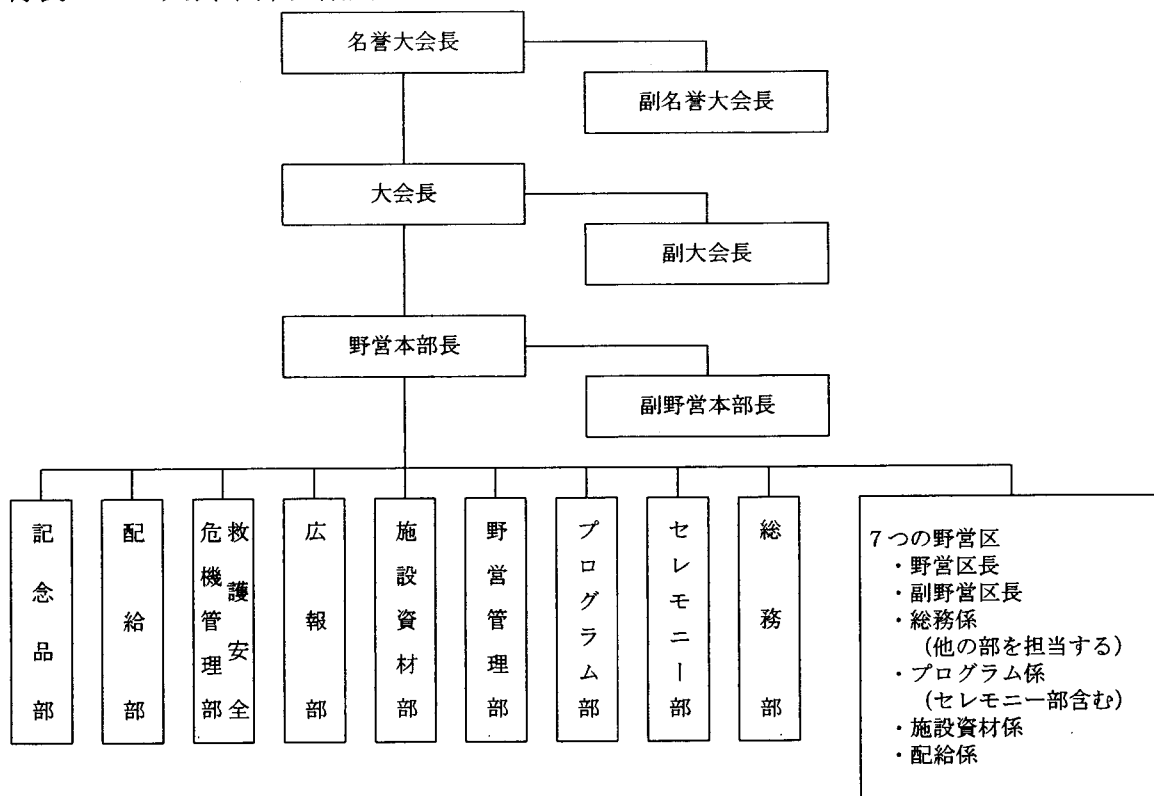 名誉大会長
副名誉大会長
大会長
副大会長
野営本部長
副野営本部長
記念品部
配給部
救護安全
危機管理部
広報部
施設資材部
野営管理部
プログラム部
セレモニー部
総務部
7つの野営区
・野営区長
・副野営区長
・総務係
(他の部を担当する)
・プログラム係
(セレモニー部含む)
・施設資材係
・配給係